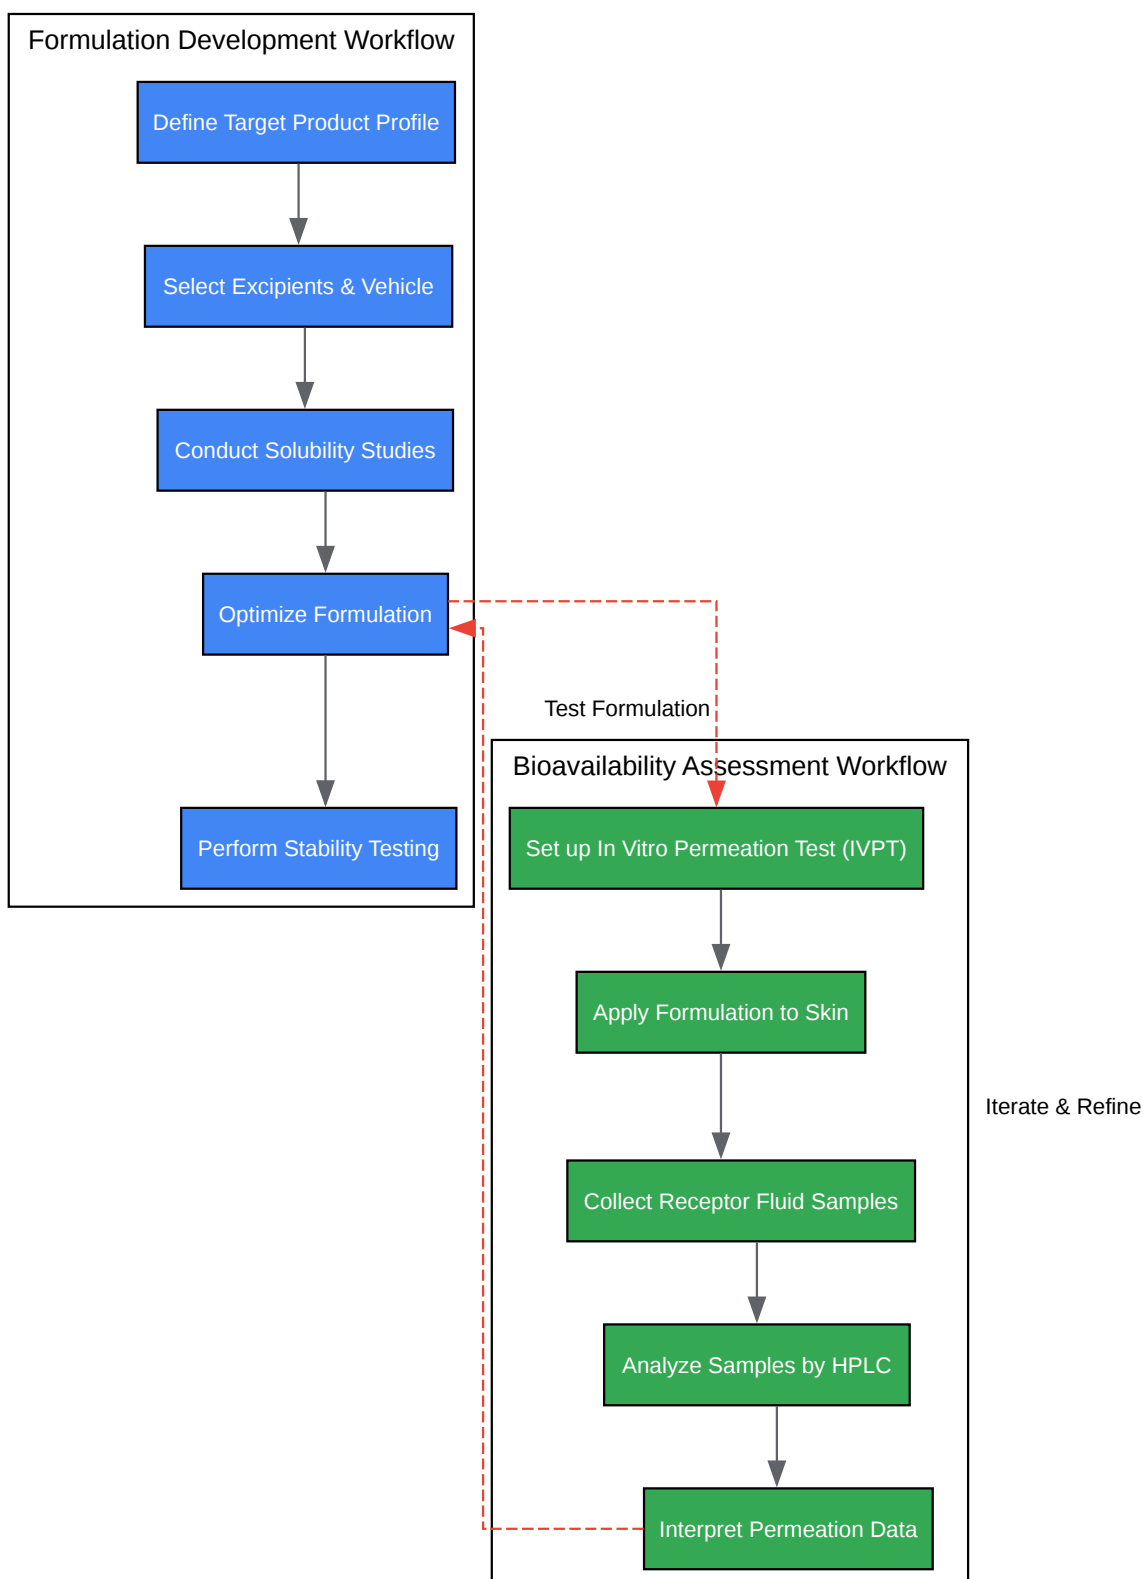 Formulation Development Workflow
Define Target Product Profile
Select Excipients & Vehicle
Conduct Solubility Studies
Optimize Formulation
Perform Stability Testing
Test Formulation
Bioavailability Assessment Workflow
Set up In Vitro Permeation Test (IVPT)
Apply Formulation to Skin
Iterate & Refine
Collect Receptor Fluid Samples
Analyze Samples by HPLC
Interpret Permeation Data